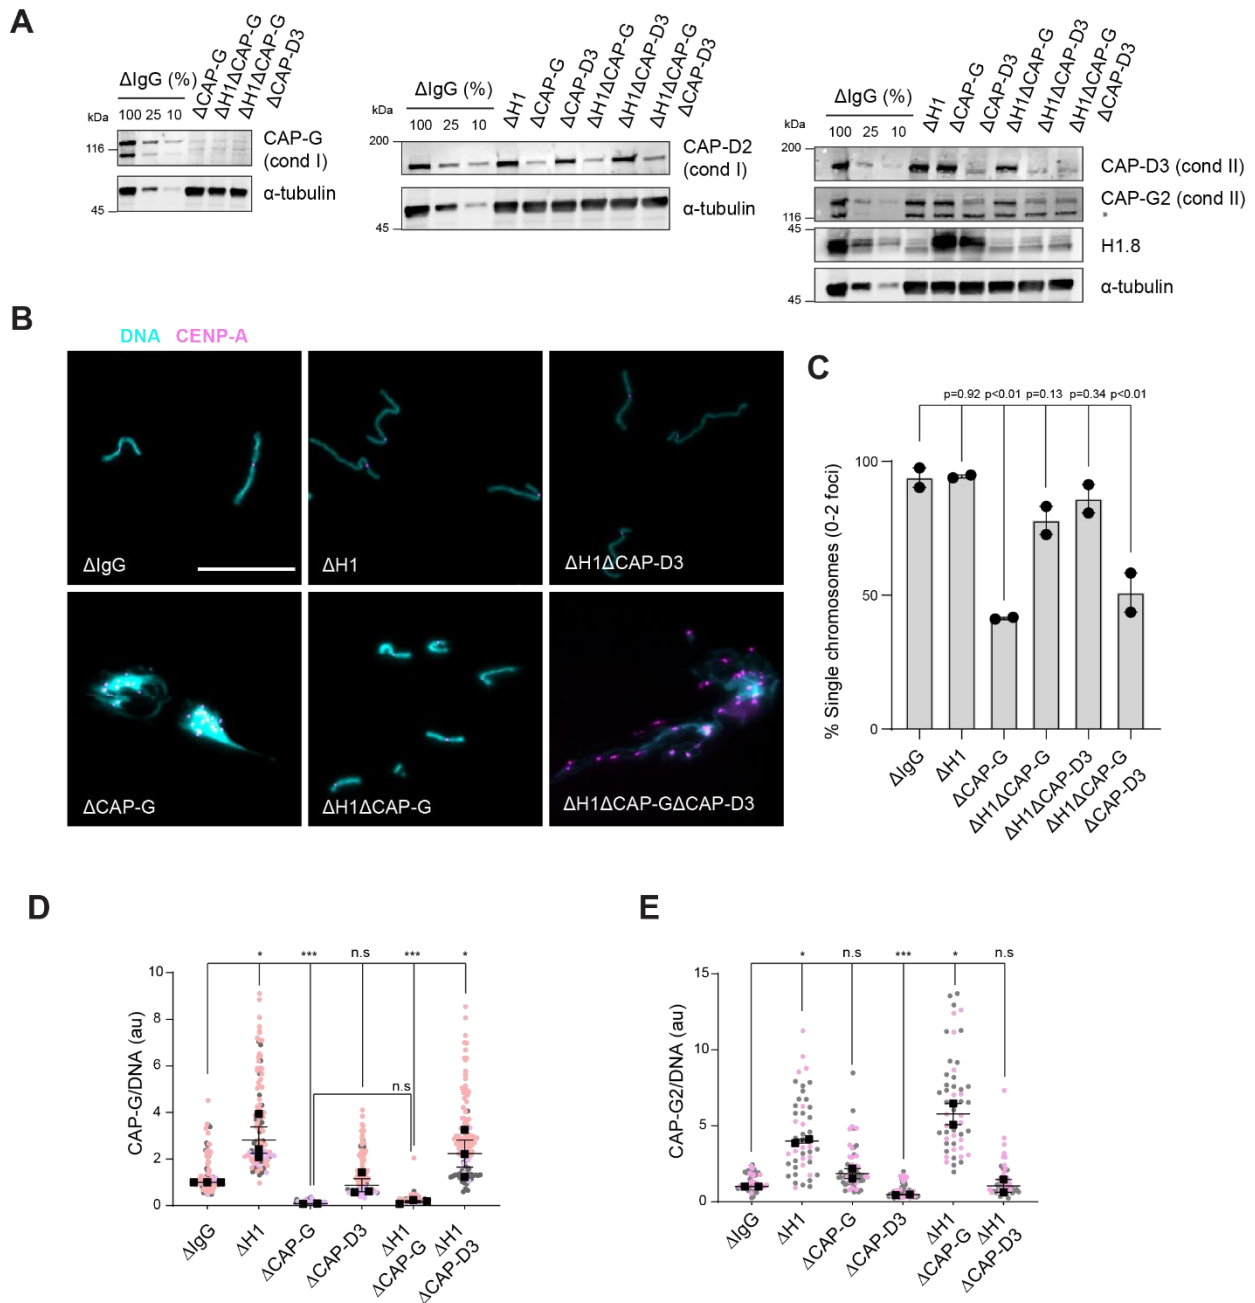 A
ΔIgG (%)
ΔCAP-G
ΔH1ΔCAP-G
ΔH1ΔCAP-G
ΔCAP-D3
kDa
100 25 10
116
CAP-G
(cond I)
α-tubulin
45
ΔIgG (%)
ΔH1
ΔCAP-G
ΔCAP-D3
ΔH1ΔCAP-G
ΔH1ΔCAP-D3
ΔH1ΔCAP-G
ΔCAP-D3
kDa
100 25 10
200
CAP-D2
(cond I)
α-tubulin
45
ΔIgG (%)
ΔH1
ΔCAP-G
ΔCAP-D3
ΔH1ΔCAP-G
ΔH1ΔCAP-D3
ΔH1ΔCAP-G
ΔCAP-D3
kDa
100 25 10
200
CAP-D3 (cond II)
CAP-G2 (cond II)
116
*
45
H1.8
α-tubulin
45
B
DNA CENP-A
ΔIgG
ΔH1
ΔH1ΔCAP-D3
ΔCAP-G
ΔH1ΔCAP-G
ΔH1ΔCAP-GΔCAP-D3
C
p=0.92 p<0.01 p=0.13 p=0.34 p<0.01
% Single chromosomes (0-2 foci)
100
50
0
ΔIgG
ΔH1
ΔCAP-G
ΔH1ΔCAP-G
ΔH1ΔCAP-D3
ΔH1ΔCAP-G
ΔCAP-D3
D
* *** n.s *** *
n.s
CAP-G/DNA (au)
10
8
6
4
2
0
ΔIgG
ΔH1
ΔCAP-G
ΔCAP-D3
ΔH1
ΔCAP-G
ΔH1
ΔCAP-D3
E
* n.s *** * n.s
CAP-G2/DNA (au)
15
10
5
0
ΔIgG
ΔH1
ΔCAP-G
ΔCAP-D3
ΔH1
ΔCAP-G
ΔH1
ΔCAP-D3